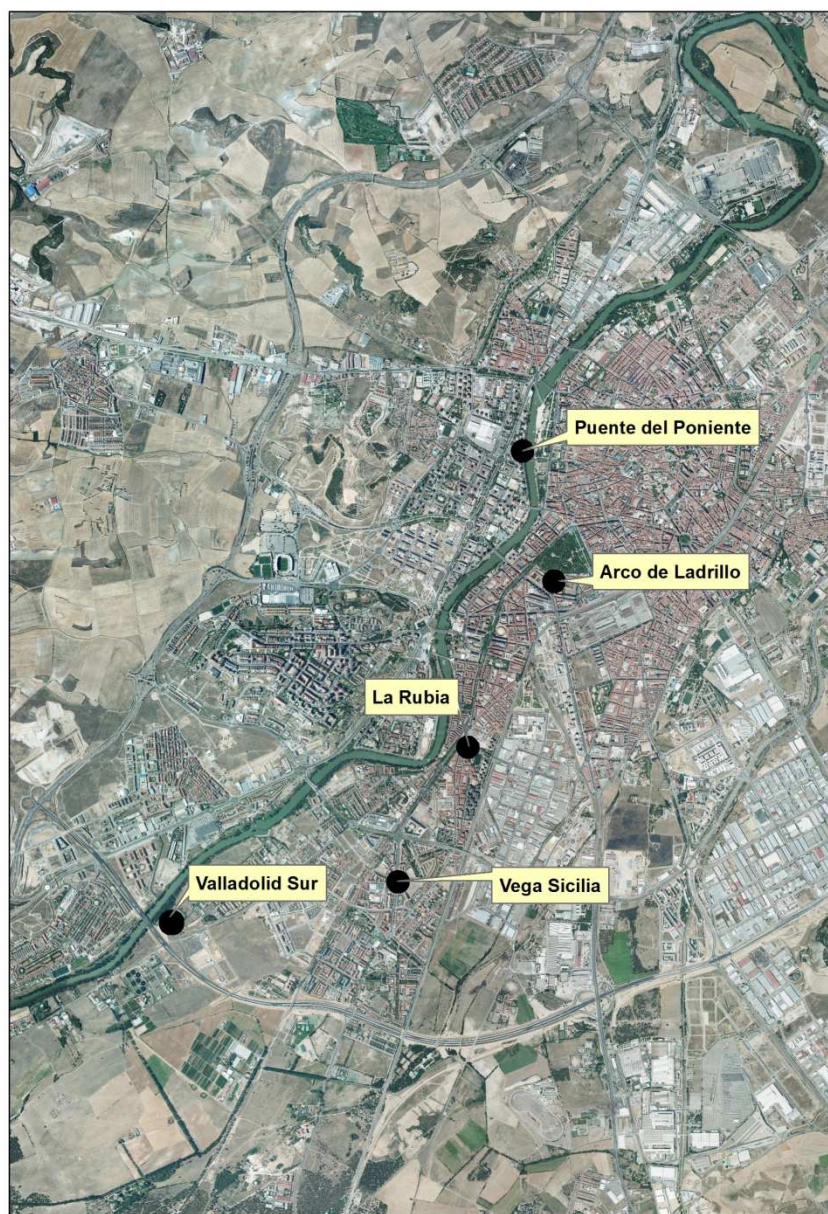 Puente del Poniente
Arco de Ladrillo
La Rubia
Valladolid Sur
Vega Sicilia